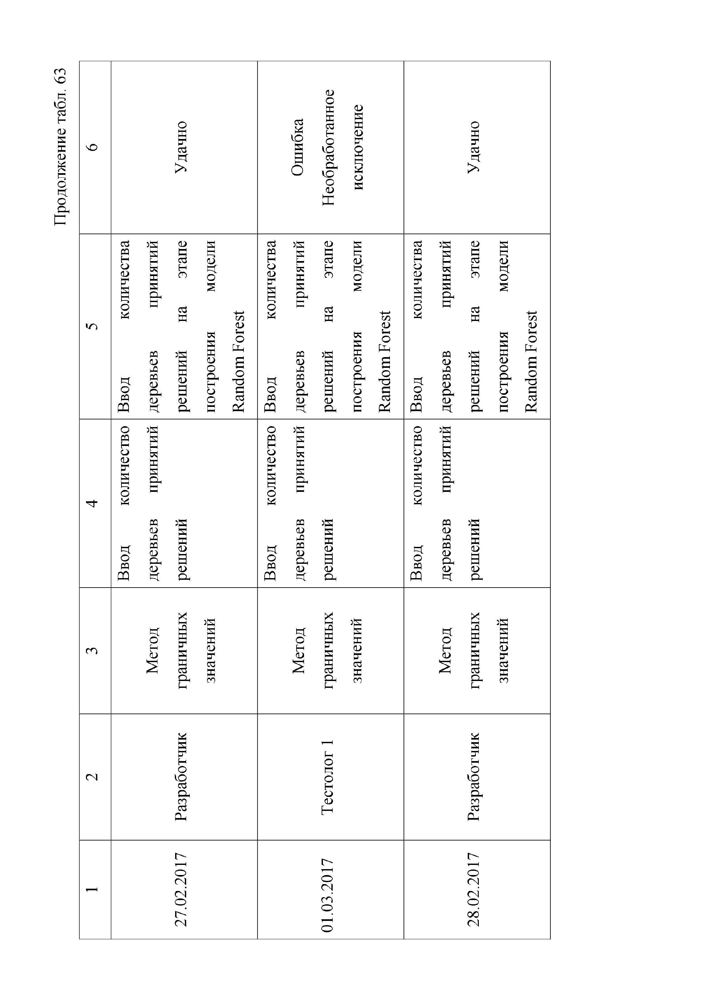 Продолжение табл. 63
1 2 3 4 5 6
27.02.2017
Разработчик
Метод
граничных
значений
Ввод количество
деревьев принятий
решений
Ввод количества
деревьев принятий
решений на этапе
построения модели
Random Forest
Удачно
01.03.2017
Тестолог 1
Метод
граничных
значений
Ввод количество
деревьев принятий
решений
Ввод количества
деревьев принятий
решений на этапе
построения модели
Random Forest
Ошибка
Необработанное
исключение
28.02.2017
Разработчик
Метод
граничных
значений
Ввод количество
деревьев принятий
решений
Ввод количества
деревьев принятий
решений на этапе
построения модели
Random Forest
Удачно